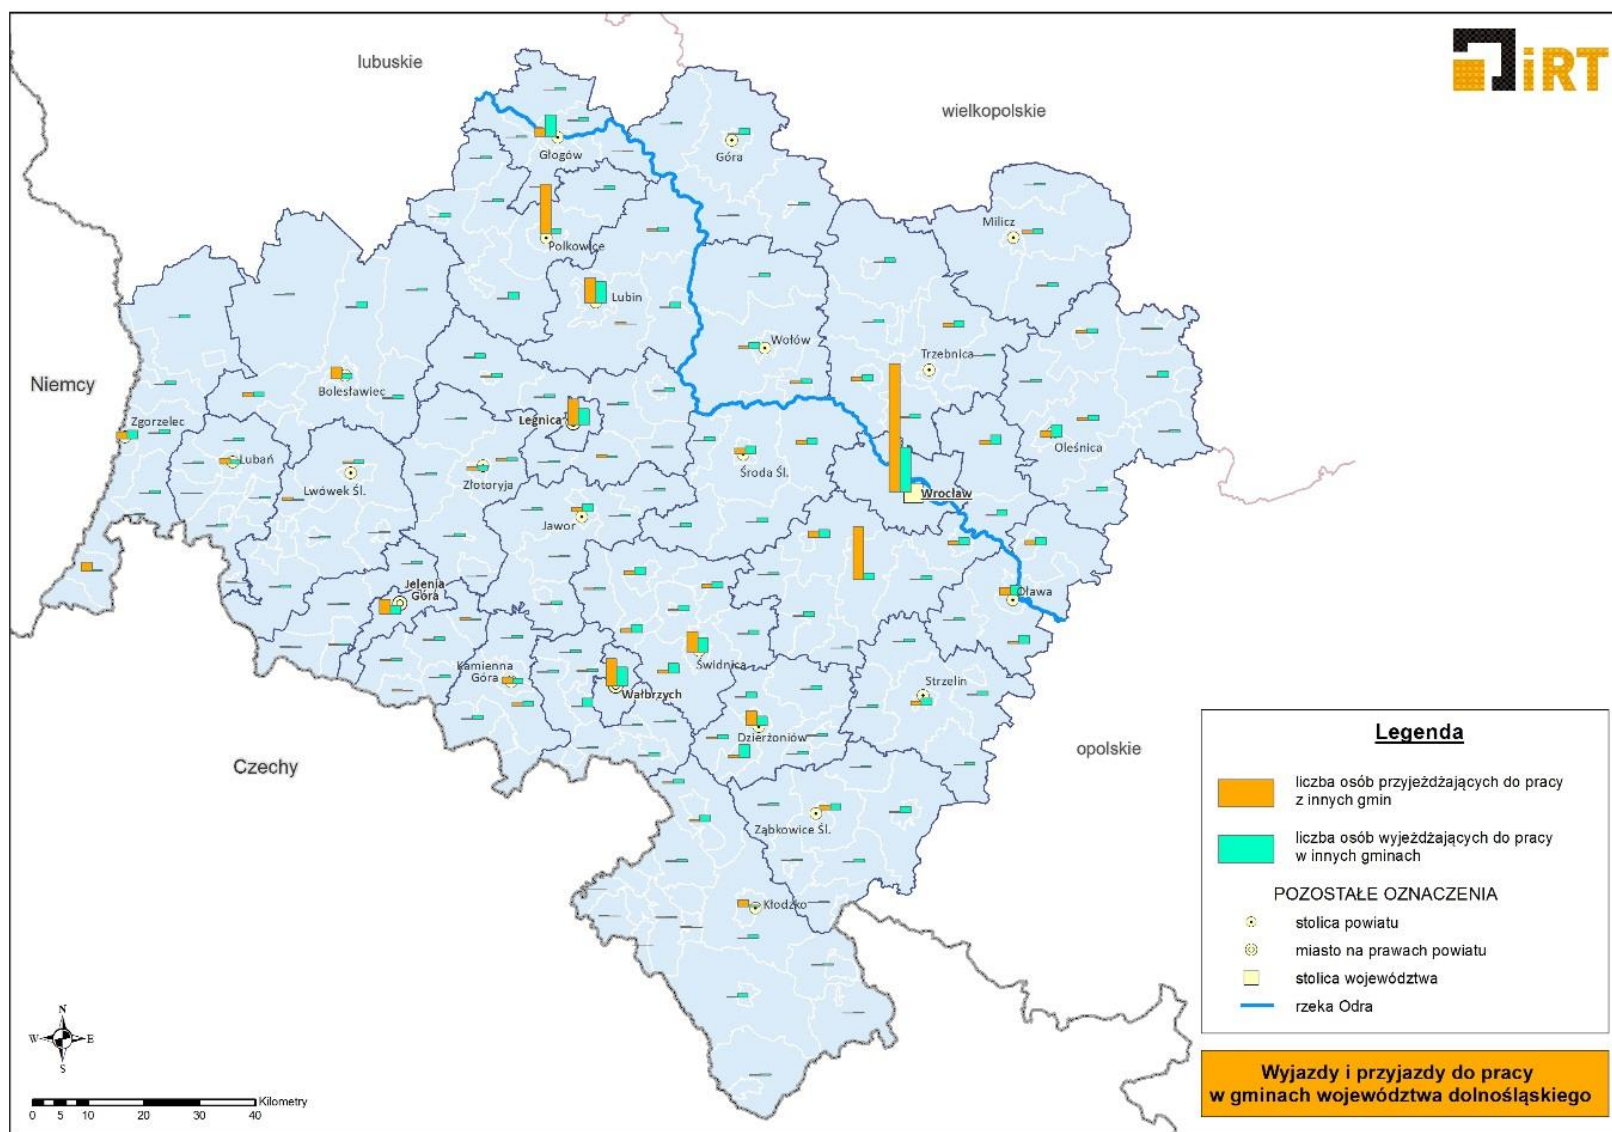 lubuskie
wielkopolskie
iRT
Głogów
Góra
Milicz
Polkowice
Lubin
Wołów
Trzebnica
Niemcy
Bolesławiec
Zgorzelec
Legnica
Oleśnica
Lubań
Lwówek Śl.
Złotoryja
Środa Śl.
Wrocław
Jawor
Jelenia
Góra
Oława
Kamienna
Góra
Świdnica
Wałbrzych
Strzelin
Dzierżoniów
Czechy
opolskie
Ząbkowice Śl.
Kłodzko
Legenda
liczba osób przyjeżdżających do pracy
z innych gmin
liczba osób wyjeżdżających do pracy
w innych gminach
POZOSTAŁE OZNACZENIA
stolica powiatu
miasto na prawach powiatu
stolica województwa
rzeka Odra
N
W E
S
Kilometry
0 5 10 20 30 40
Wyjazdy i przyjazdy do pracy
w gminach województwa dolnośląskiego